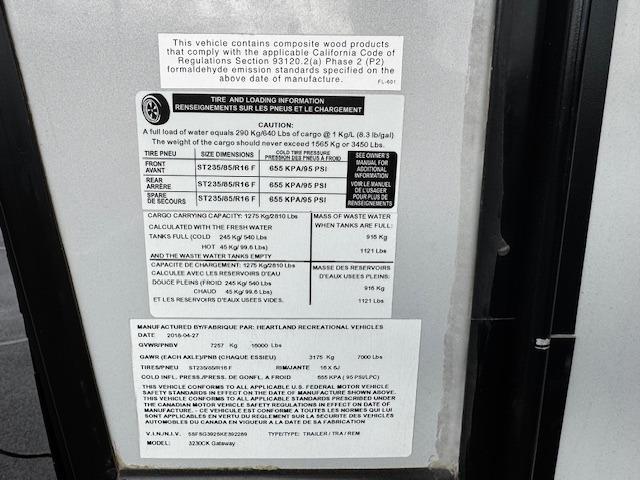 This vehicle contains composite wood products
that comply with the applicable California Code of
Regulations Section 93120.2(a) Phase 2 (P2)
formaldehyde emission standards specified on the
above date of manufacture.
FL-601
TIRE AND LOADING INFORMATION
RENSEIGNEMENTS SUR LES PNEUS ET LE CHARGEMENT
CAUTION:
A full load of water equals 290 Kg/640 Lbs of cargo @ 1 Kg/L (8.3 lb/gal)
The weight of the cargo should never exceed 1565 Kg or 3450 Lbs.
TIRE PNEU SIZE DIMENSIONS COLD TIRE PRESSURE
PRESSION DES PNEUS À FROID
FRONT
AVANT ST235/85/R16 F 655 KPA/95 PSI
REAR
ARRÈRE ST235/85/R16 F 655 KPA/95 PSI
SPARE
DE SECOURS ST235/85/R16 F 655 KPA/95 PSI
SEE OWNER'S
MANUAL FOR
ADDITIONAL
INFORMATION
VOIR LE MANUEL
DE L'USAGER
POUR PLUS DE
RENSEIGNEMENTS
CARGO CARRYING CAPACITY: 1275 Kg/2810 Lbs
CALCULATED WITH THE FRESH WATER
TANKS FULL (COLD 245 Kg/ 540 Lbs
HOT 45 Kg/ 99.6 Lbs
AND THE WASTE WATER TANKS EMPTY
MASS OF WASTE WATER
WHEN TANKS ARE FULL:
916 Kg
1121 Lbs
CAPACITE DE CHARGEMENT: 1275 Kg/2810 Lbs
CALCULEE AVEC LES RESERVOIRS D'EAU
DOUCE PLEINS (FROID 245 Kg/ 540 Lbs
CHAUD 45 Kg/ 99.6 Lbs
ET LES RESERVOIRS D'EAU USEES VIDES.
MASSE DES RESERVOIRS
D'EAUX USEES PLEINS:
916 Kg
1121 Lbs
MANUFACTURED BY/FABRIQUE PAR: HEARTLAND RECREATIONAL VEHICLES
DATE 2018-04-27
GVWR/PNBV 7257 Kg 16000 Lbs
GAWR (EACH AXLE)/PNB (CHAQUE ESSIEU) 3175 Kg 7000 Lbs
TIRES/PNEU ST235/85/R16 F RIM/JANTE 16 X 6J
COLD INFL. PRESS./PRESS. DE GONFL. A FROID 655 KPA ( 95 PSI/LPC)
THIS VEHICLE CONFORMS TO ALL APPLICABLE U.S. FEDERAL MOTOR VEHICLE
SAFETY STANDARDS IN EFFECT ON DATE OF MANUFACTURE SHOWN ABOVE.
THIS VEHICLE CONFORMS TO ALL APPLICABLE STANDARDS PRESCRIBED UNDER
THE CANADIAN MOTOR VEHICLE SAFETY REGULATIONS IN EFFECT ON DATE OF
MANUFACTURE - CE VEHICULE EST CONFORME A TOUTES LES NORMES QUI LUI
SONT APPLICABLES EN VERTU DU REGLEMENT SUR LA SECURITE DES VEHICULES
AUTOMOBILES DU CANADA EN VIGUEUR A LA DATE DE SA FABRICATION.
V.I.N./N.I.V. 5SFSG3925KE392289 TYPE/TYPE: TRAILER / TRA / REM
MODEL: 3230CK Gateway